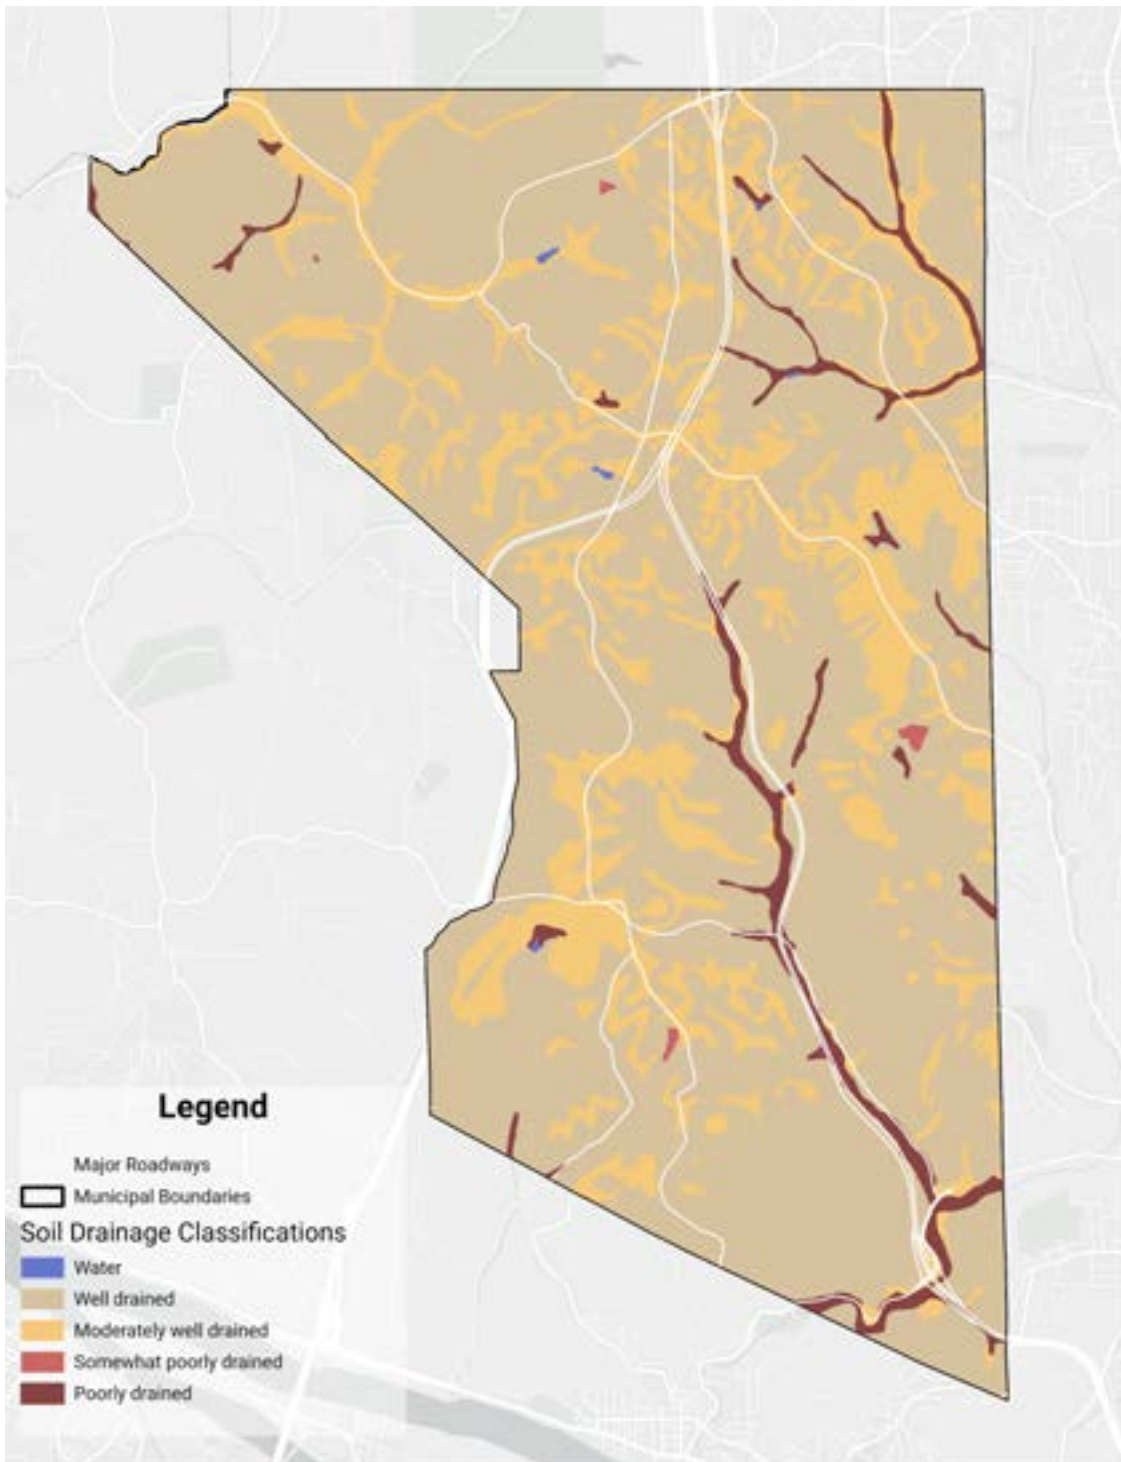 Legend
Major Roadways
Municipal Boundaries
Soil Drainage Classifications
Water
Well drained
Moderately well drained
Somewhat poorly drained
Poorly drained